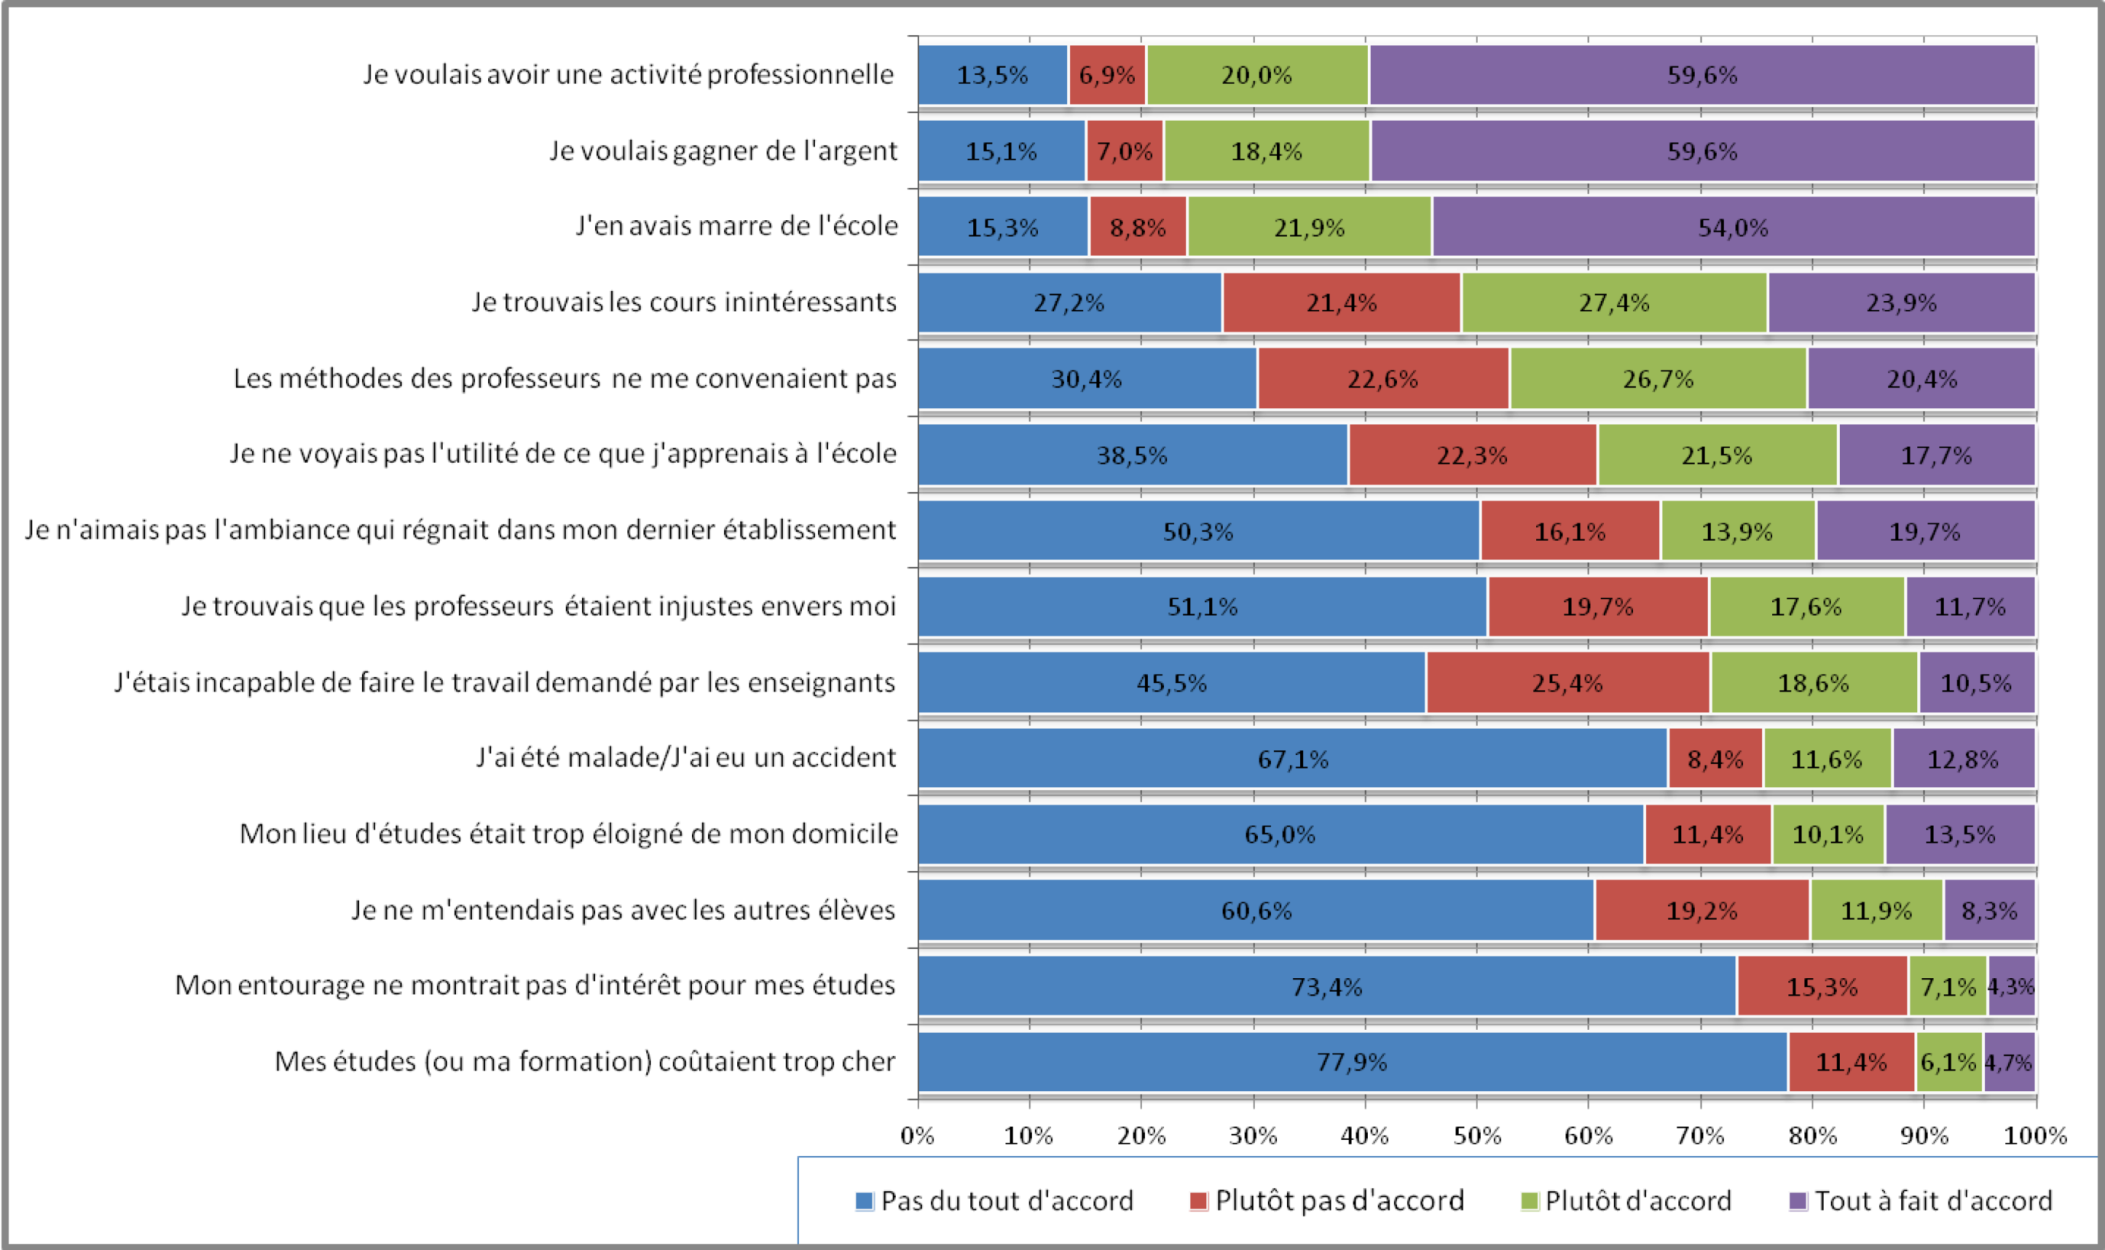 Je voulais avoir une activité professionnelle 13,5% 6,9% 20,0% 59,6%
Je voulais gagner de l'argent 15,1% 7,0% 18,4% 59,6%
J'en avais marre de l'école 15,3% 8,8% 21,9% 54,0%
Je trouvais les cours inintéressants 27,2% 21,4% 27,4% 23,9%
Les méthodes des professeurs ne me convenaient pas 30,4% 22,6% 26,7% 20,4%
Je ne voyais pas l'utilité de ce que j'apprenais à l'école 38,5% 22,3% 21,5% 17,7%
Je n'aimais pas l'ambiance qui régnait dans mon dernier établissement 50,3% 16,1% 13,9% 19,7%
Je trouvais que les professeurs étaient injustes envers moi 51,1% 19,7% 17,6% 11,7%
J'étais incapable de faire le travail demandé par les enseignants 45,5% 25,4% 18,6% 10,5%
J'ai été malade/J'ai eu un accident 67,1% 8,4% 11,6% 12,8%
Mon lieu d'études était trop éloigné de mon domicile 65,0% 11,4% 10,1% 13,5%
Je ne m'entendais pas avec les autres élèves 60,6% 19,2% 11,9% 8,3%
Mon entourage ne montrait pas d'intérêt pour mes études 73,4% 15,3% 7,1% 4,3%
Mes études (ou ma formation) coûtaient trop cher 77,9% 11,4% 6,1% 4,7%
0% 10% 20% 30% 40% 50% 60% 70% 80% 90% 100%
Pas du tout d'accord Plutôt pas d'accord Plutôt d'accord Tout à fait d'accord